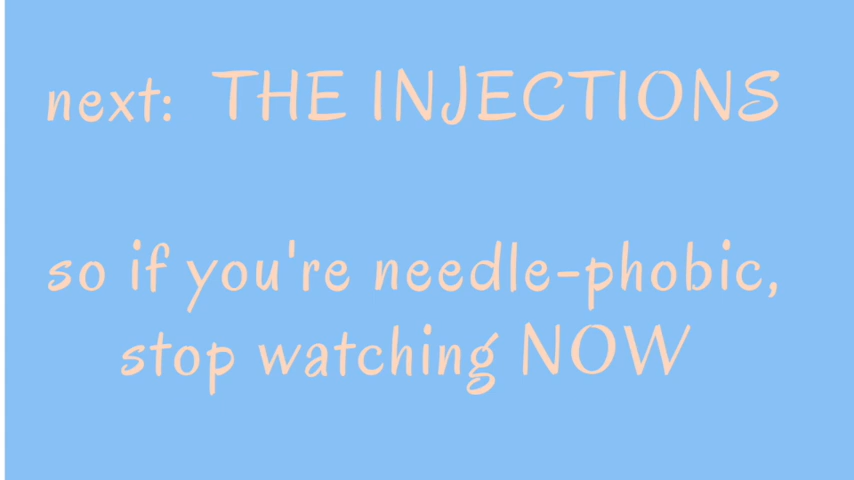 next: THE INJECTIONS
so if you're needle-phobic,
stop watching NOW